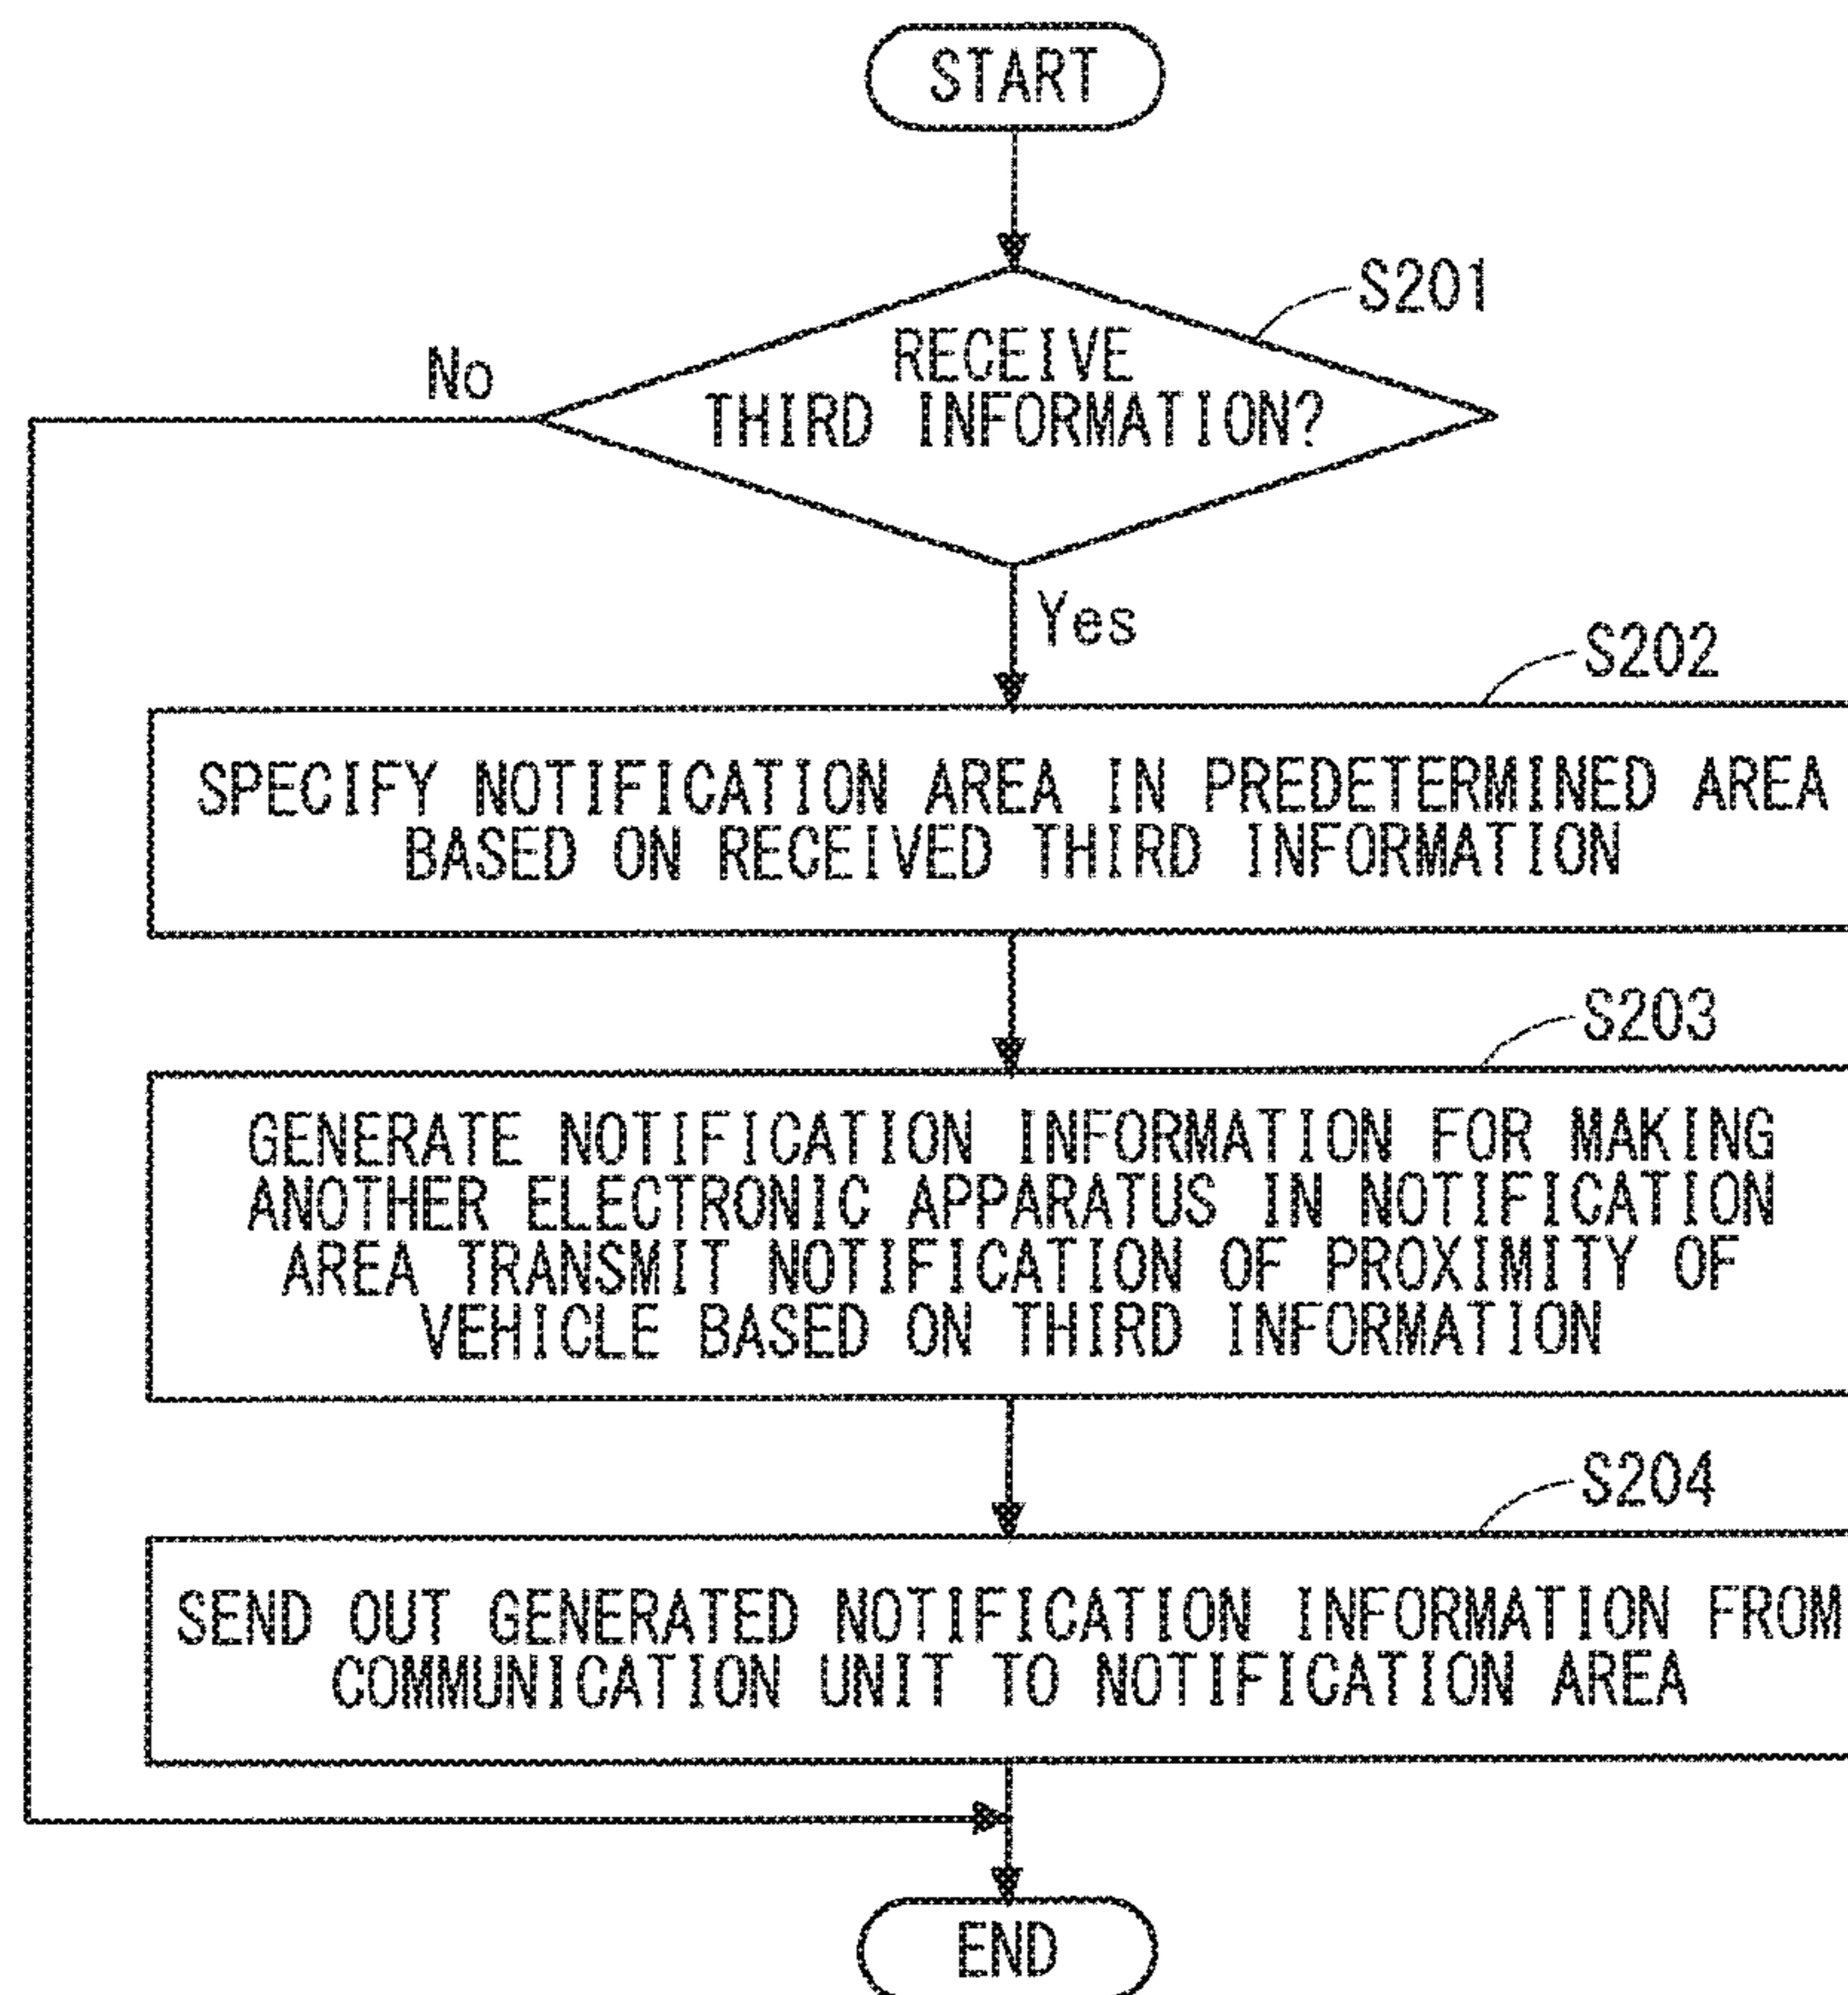 START
S201
RECEIVE
THIRD INFORMATION?
No
Yes
S202
SPECIFY NOTIFICATION AREA IN PREDETERMINED AREA
BASED ON RECEIVED THIRD INFORMATION
S203
GENERATE NOTIFICATION INFORMATION FOR MAKING
ANOTHER ELECTRONIC APPARATUS IN NOTIFICATION
AREA TRANSMIT NOTIFICATION OF PROXIMITY OF
VEHICLE BASED ON THIRD INFORMATION
S204
SEND OUT GENERATED NOTIFICATION INFORMATION FROM
COMMUNICATION UNIT TO NOTIFICATION AREA
END